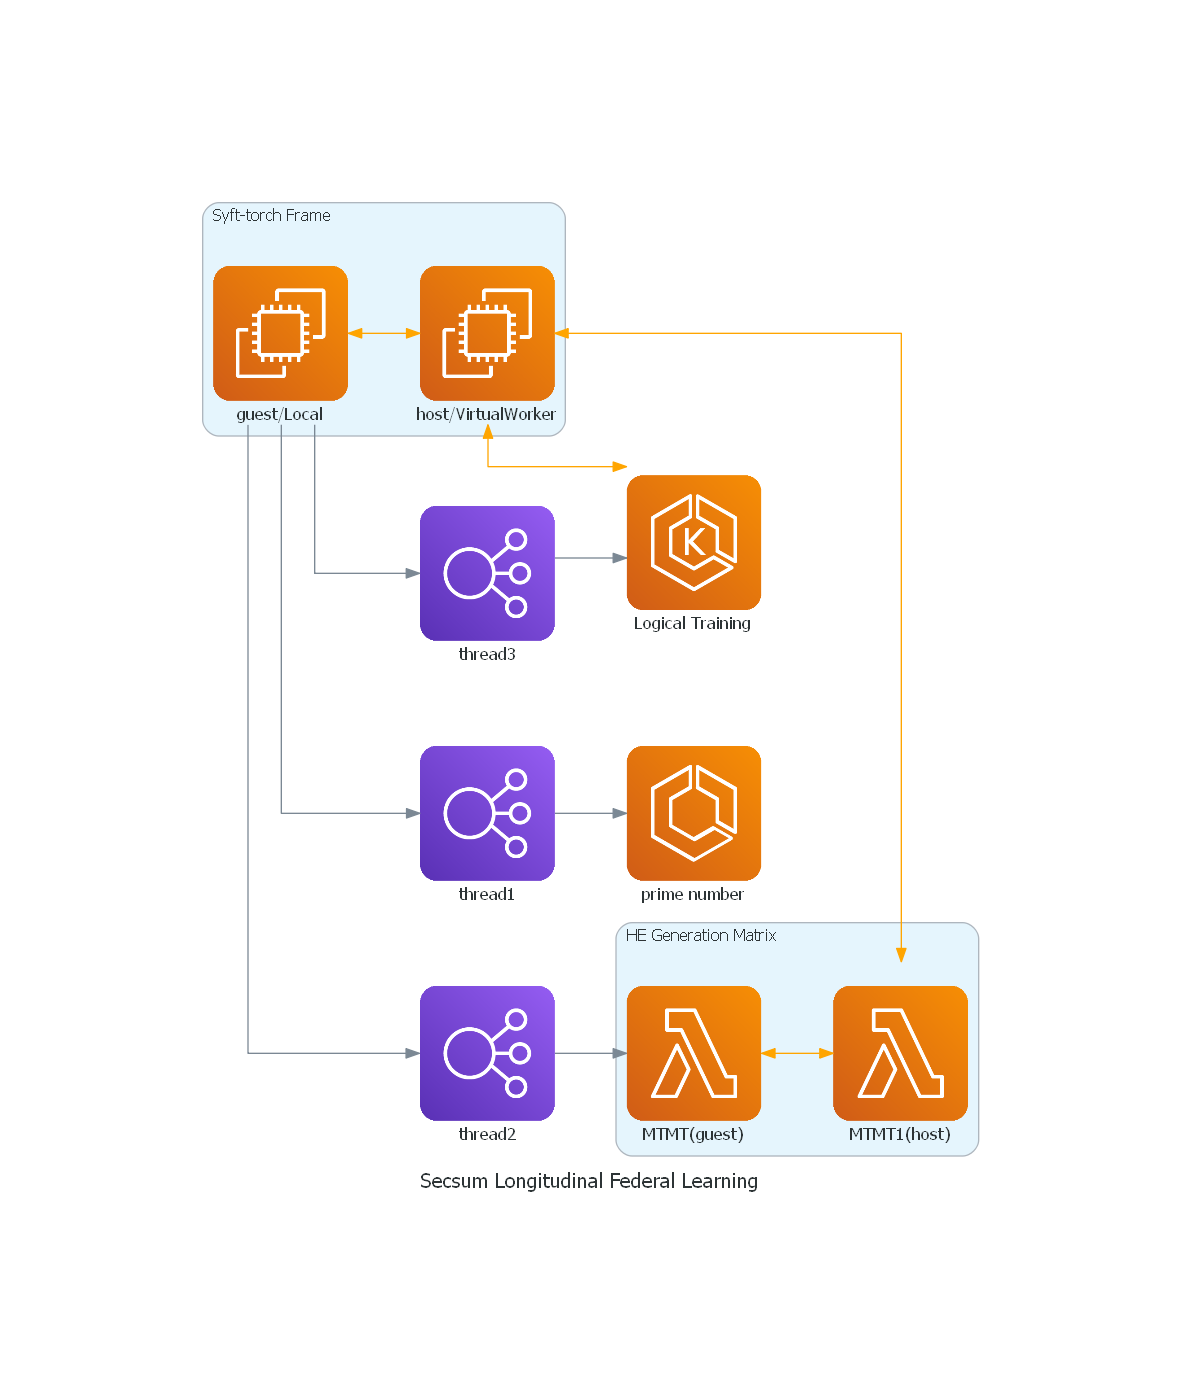 Syft-torch Frame
guest/Local
host/VirtualWorker
K
Logical Training
thread3
thread1
prime number
HE Generation Matrix
thread2
MTMT(guest)
MTMT1(host)
Secsum Longitudinal Federal Learning